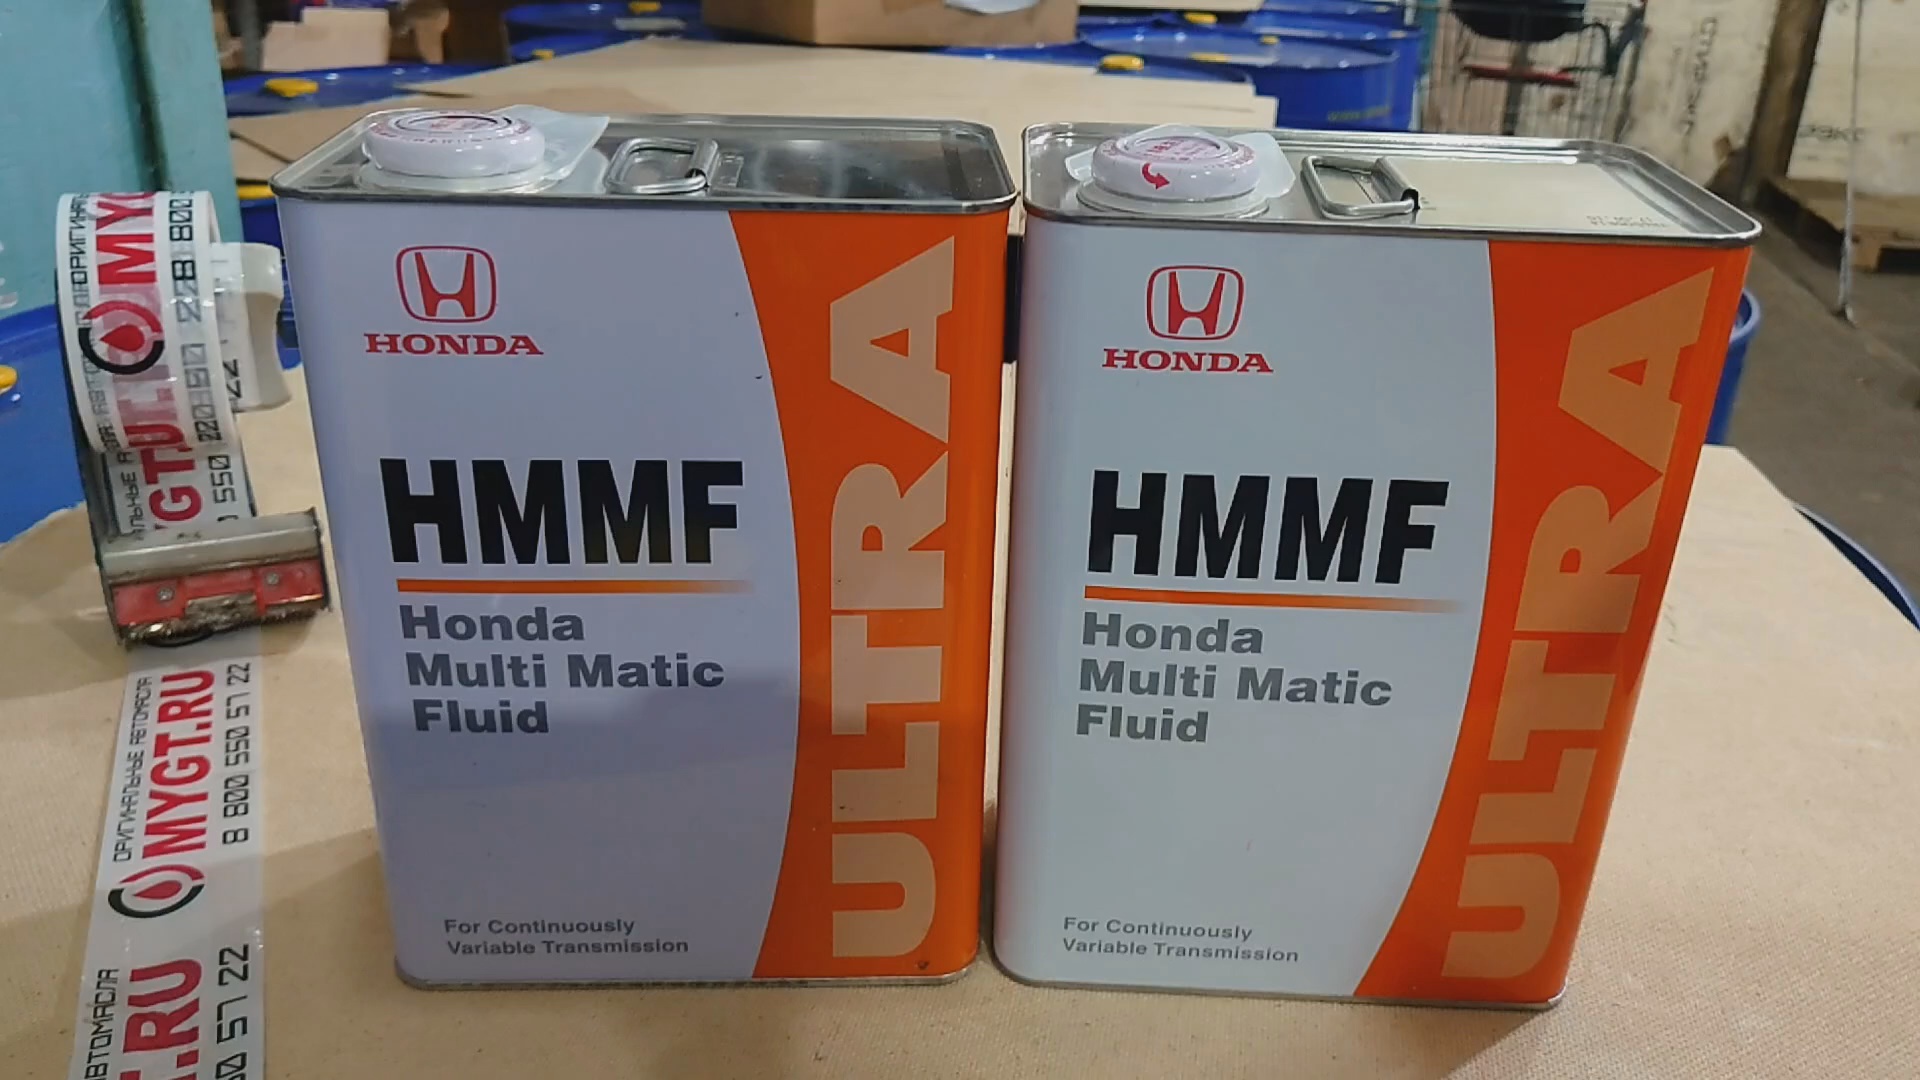 HONDA
HMMF
Honda
Multi Matic
Fluid
For Continuously
Variable Transmission
ULTRA
HONDA
HMMF
Honda
Multi Matic
Fluid
For Continuously
Variable Transmission
ULTRA
ОРИГИНАЛЬНЫЕ АВТОМАСЛА
MYGT.RU
8 800 550 57 22